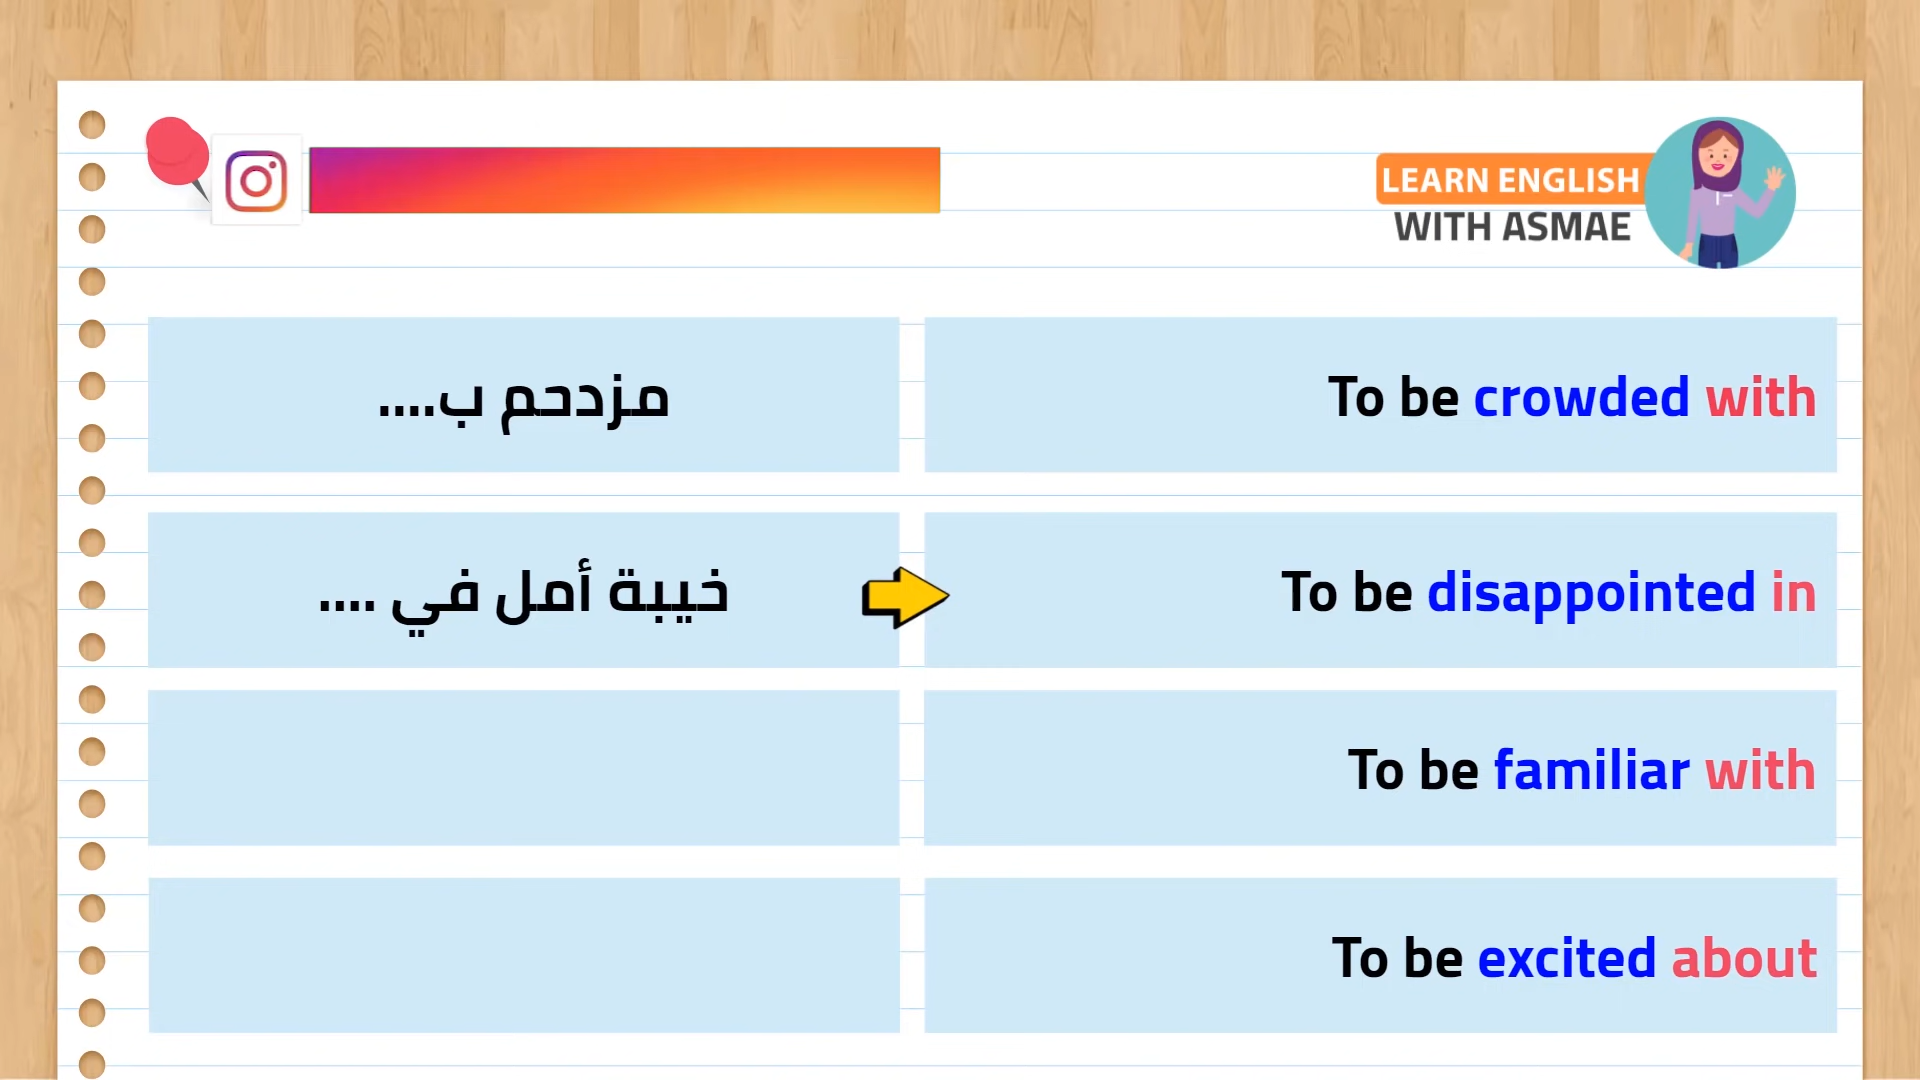 LEARN ENGLISH
WITH ASMAE
مزدحم ب....
To be crowded with
خيبة أمل في ....
To be disappointed in
To be familiar with
To be excited about